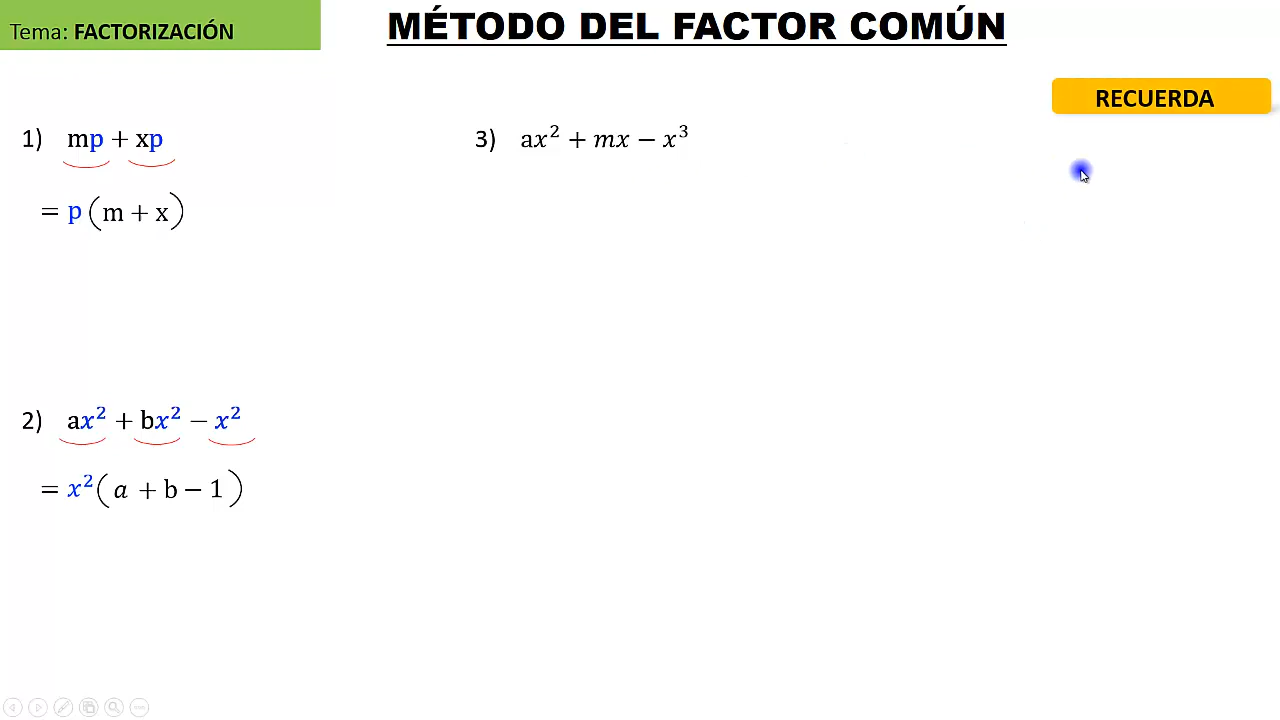 Tema: FACTORIZACIÓN
MÉTODO DEL FACTOR COMÚN
RECUERDA
1) mp + xp
= p(m + x)
2) ax² + bx² − x²
= x²(a + b − 1)
3) ax² + mx − x³